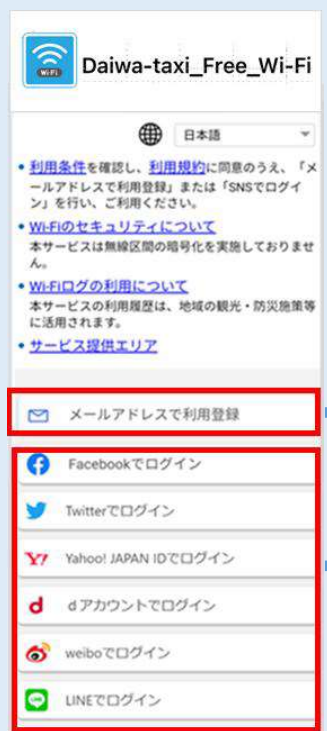 Wi-Fi
Daiwa-taxi_Free_Wi-Fi
日本語
• 利用条件を確認し、利用規約に同意のうえ、「メ
ールアドレスで利用登録」または「SNSでログイ
ン」を行い、ご利用ください。
• Wi-Fiのセキュリティについて
本サービスは無線区間の暗号化を実施しておりませ
ん。
• Wi-Fiログの利用について
本サービスの利用履歴は、地域の観光・防災施策等
に活用されます。
• サービス提供エリア
メールアドレスで利用登録
Facebookでログイン
Twitterでログイン
Y! Yahoo! JAPAN IDでログイン
d dアカウントでログイン
weiboでログイン
LINE LINEでログイン